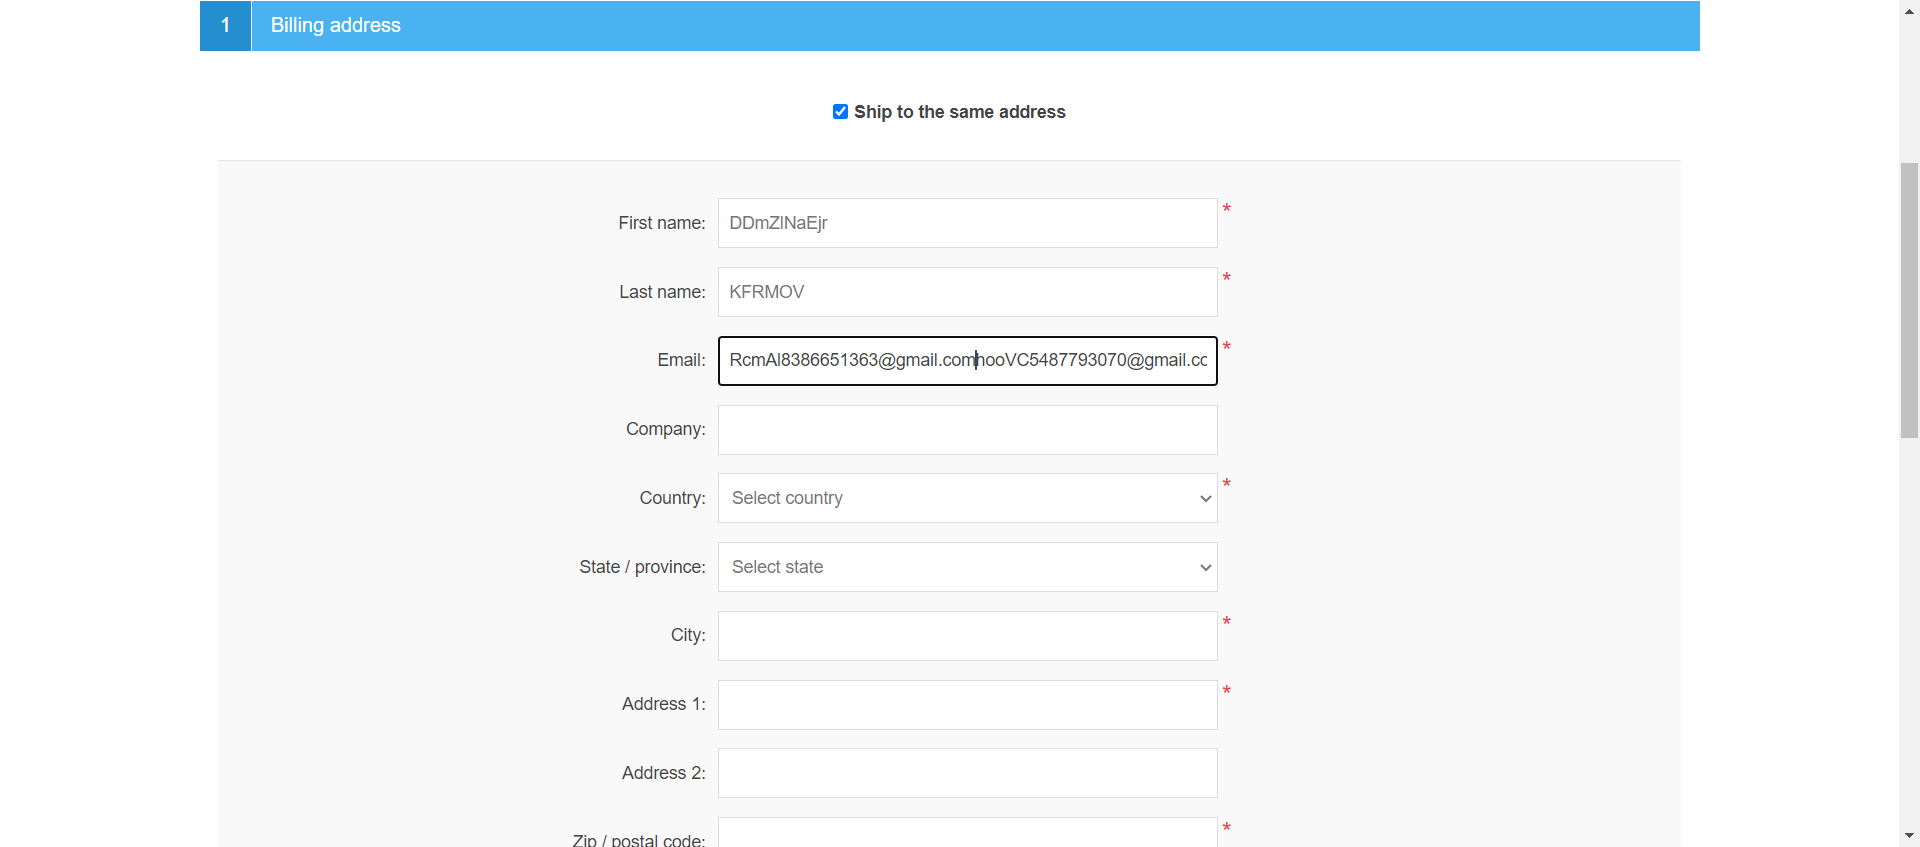 1 Billing address
Ship to the same address
First name: DDmZlNaEjr *
Last name: KFRMOV *
Email: RcmAl8386651363@gmail.comhooVC5487793070@gmail.cc *
Company:
Country: Select country *
State / province: Select state
City: *
Address 1: *
Address 2:
Zip / postal code: *